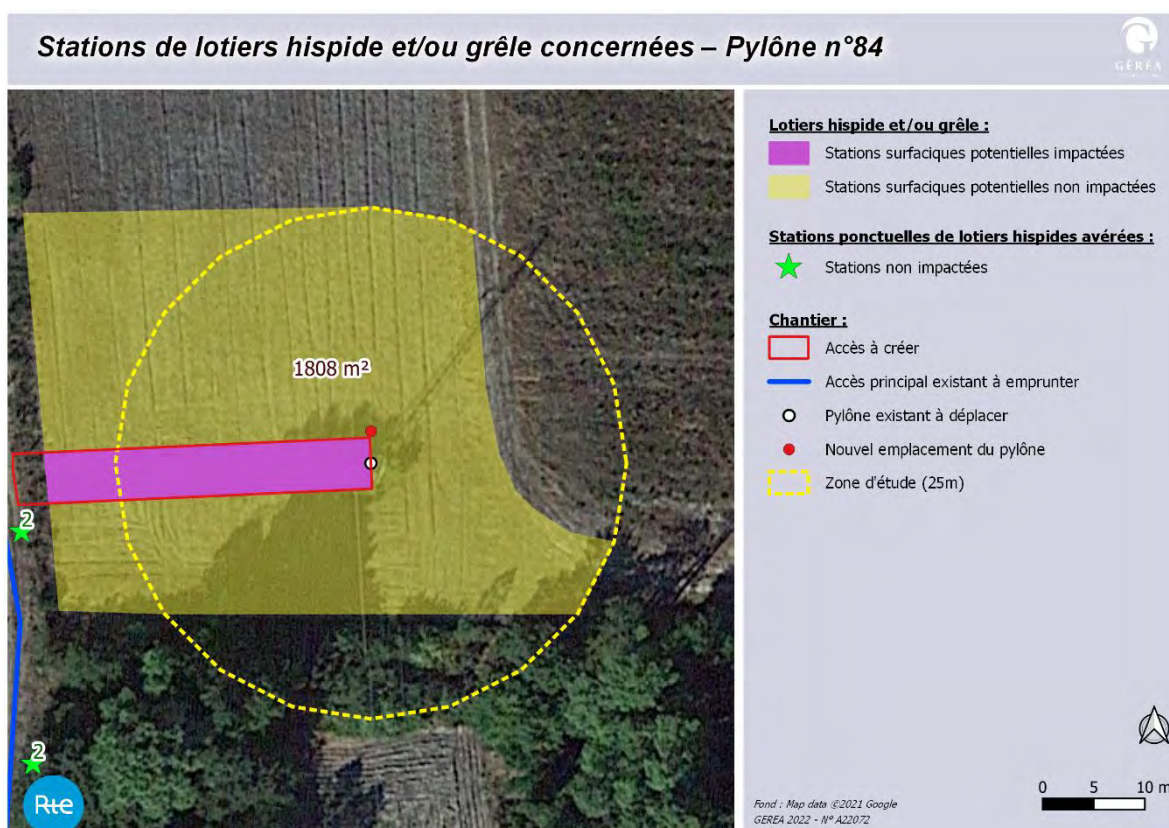 Stations de lotiers hispide et/ou grêle concernées – Pylône n°84
GÉRÉA
1808 m²
2
2
Rte
Lotiers hispide et/ou grêle :
Stations surfaciques potentielles impactées
Stations surfaciques potentielles non impactées
Stations ponctuelles de lotiers hispides avérées :
Stations non impactées
Chantier :
Accès à créer
Accès principal existant à emprunter
Pylône existant à déplacer
Nouvel emplacement du pylône
Zone d'étude (25m)
0 5 10 m
Fond : Map data ©2021 Google
GEREA 2022 - N° A22072